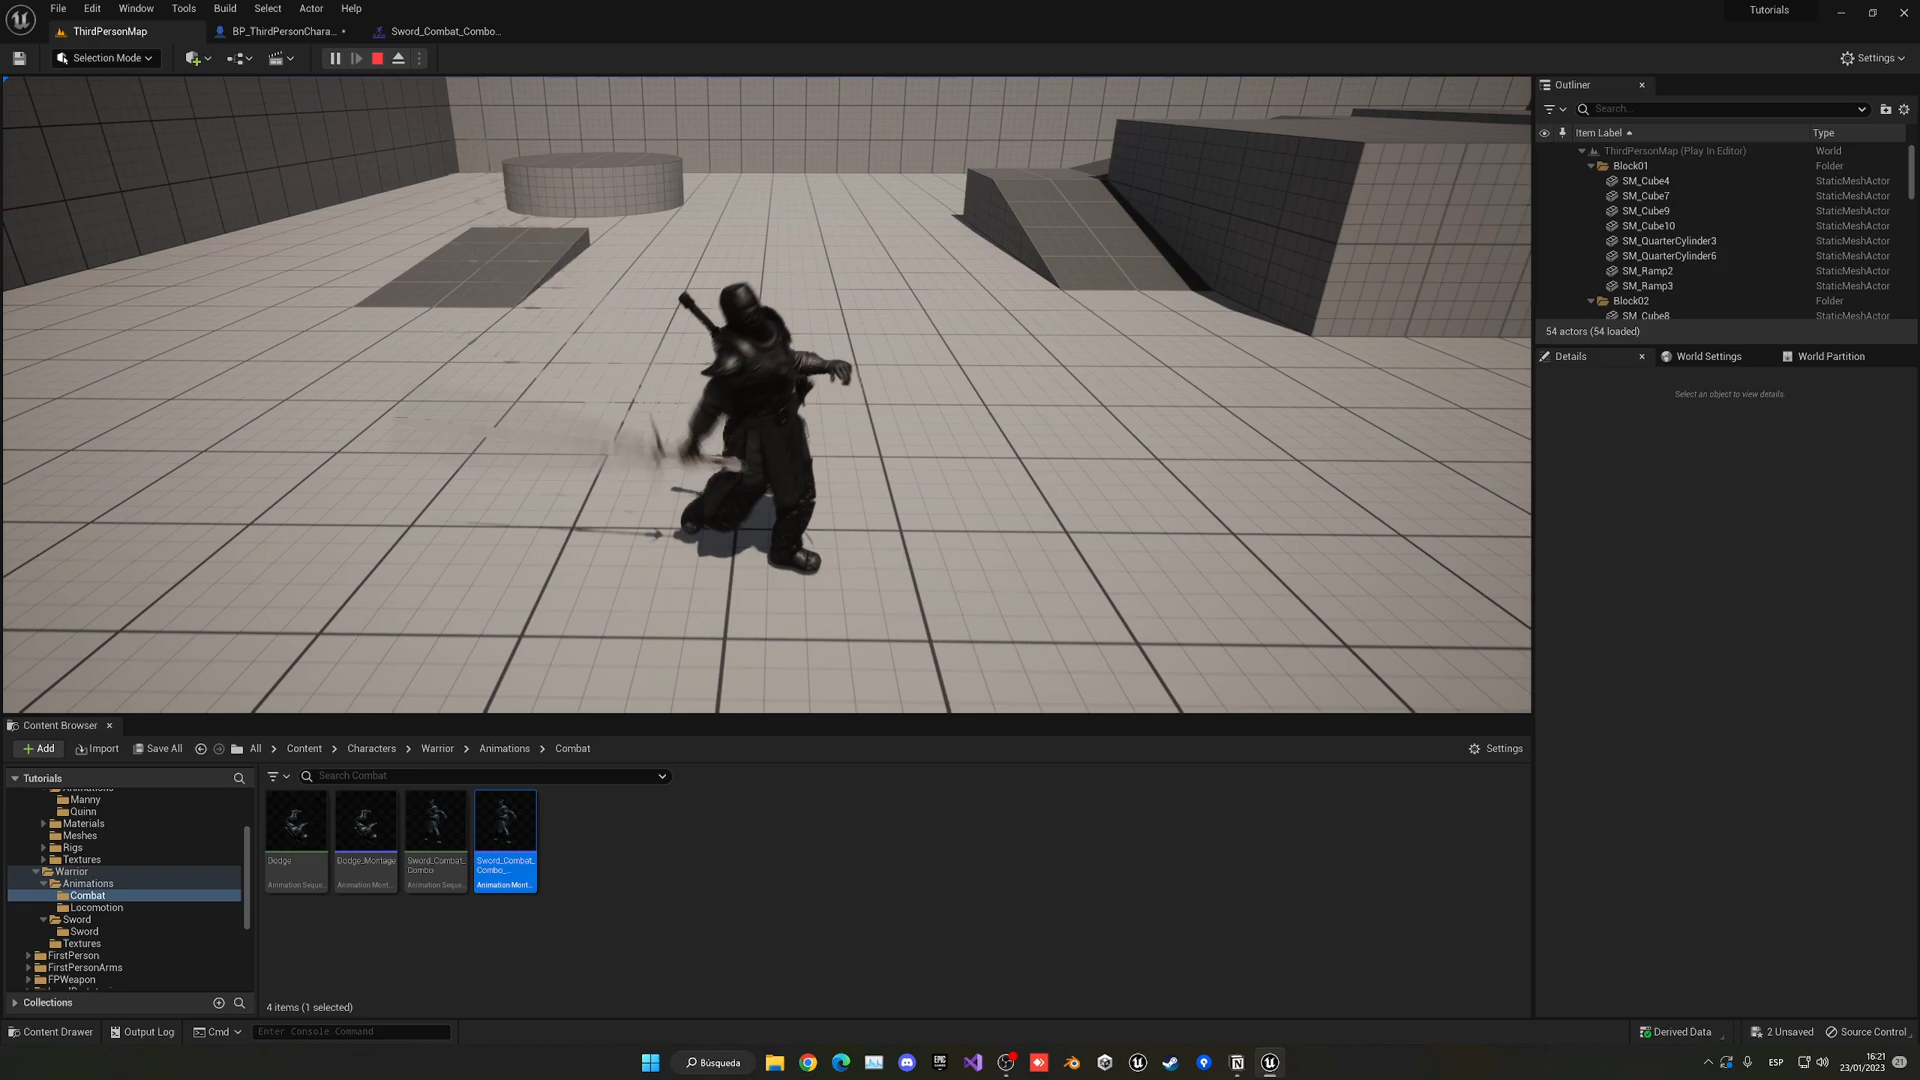 File Edit Window Tools Build Select Actor Help
Tutorials
ThirdPersonMap
BP_ThirdPersonChara...
Sword_Combat_Combo...
Selection Mode
Settings
Outliner
Search...
Item Label
Type
ThirdPersonMap (Play In Editor) World
Block01 Folder
SM_Cube4 StaticMeshActor
SM_Cube7 StaticMeshActor
SM_Cube9 StaticMeshActor
SM_Cube10 StaticMeshActor
SM_QuarterCylinder3 StaticMeshActor
SM_QuarterCylinder6 StaticMeshActor
SM_Ramp2 StaticMeshActor
SM_Ramp3 StaticMeshActor
Block02 Folder
SM_Cube8 StaticMeshActor
54 actors (54 loaded)
Details
World Settings
World Partition
Select an object to view details.
Content Browser
Add
Import
Save All
All > Content > Characters > Warrior > Animations > Combat
Settings
Tutorials
Search Combat
Animations
Manny
Quinn
Materials
Meshes
Rigs
Textures
Warrior
Animations
Combat
Locomotion
Sword
Sword
Textures
FirstPerson
FirstPersonArms
FPWeapon
Collections
Dodge
Animation Seque...
Dodge_Montage
Animation Mont...
Sword_Combat_
Combo
Animation Seque...
Sword_Combat_
Combo_...
Animation Mont...
4 items (1 selected)
Content Drawer
Output Log
Cmd
Enter Console Command
Derived Data
2 Unsaved
Source Control
Búsqueda
EPIC
ESP
16:21
23/01/2023
21